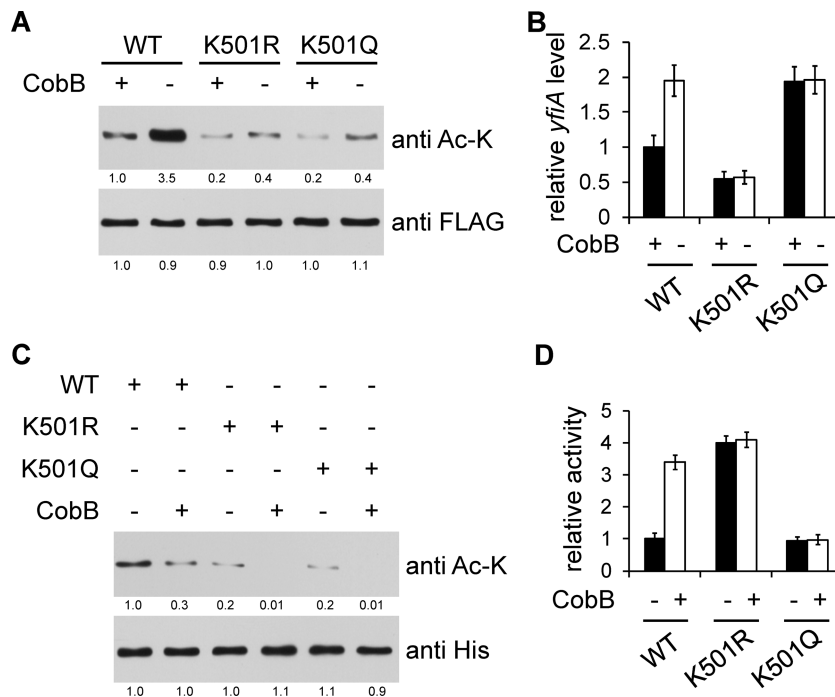 A
WT K501R K501Q
CobB + - + - + -
anti Ac-K
1.0 3.5 0.2 0.4 0.2 0.4
anti FLAG
1.0 0.9 0.9 1.0 1.0 1.1
B
relative yfiA level
2.5
2
1.5
1
0.5
0
CobB + - + - + -
WT K501R K501Q
C
WT + + - - - -
K501R - - + + - -
K501Q - - - - + +
CobB - + - + - +
anti Ac-K
1.0 0.3 0.2 0.01 0.2 0.01
anti His
1.0 1.0 1.0 1.1 1.1 0.9
D
relative activity
5
4
3
2
1
0
CobB - + - + - +
WT K501R K501Q